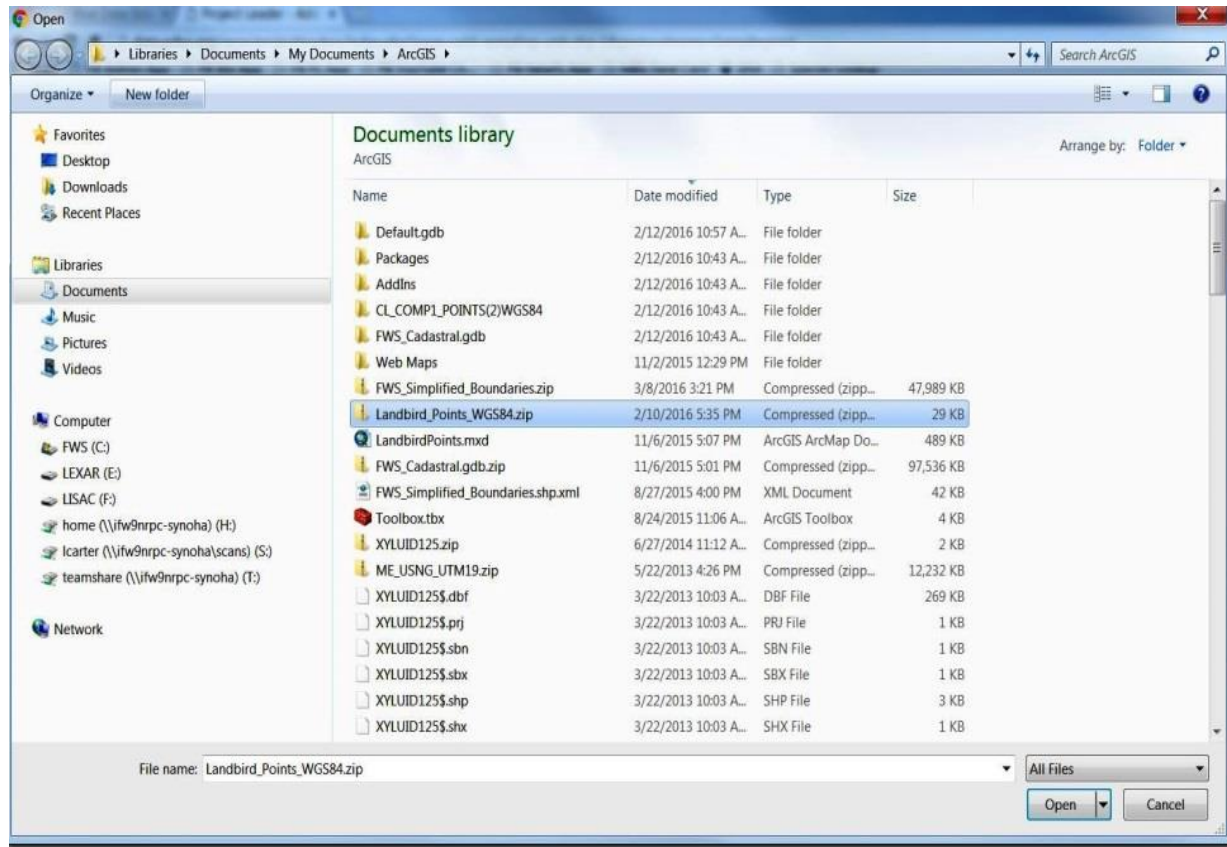 Open
Libraries ▸ Documents ▸ My Documents ▸ ArcGIS ▸
Search ArcGIS
Organize
New folder
Favorites
Desktop
Downloads
Recent Places
Libraries
Documents
Music
Pictures
Videos
Computer
FWS (C:)
LEXAR (E:)
LISAC (F:)
home (\\ifw9nrpc-synoha) (H:)
lcarter (\\ifw9nrpc-synoha\scans) (S:)
teamshare (\\ifw9nrpc-synoha) (T:)
Network
Documents library
ArcGIS
Arrange by: Folder
Name Date modified Type Size
Default.gdb 2/12/2016 10:57 A... File folder
Packages 2/12/2016 10:43 A... File folder
AddIns 2/12/2016 10:43 A... File folder
CL_COMP1_POINTS(2)WGS84 2/12/2016 10:43 A... File folder
FWS_Cadastral.gdb 2/12/2016 10:43 A... File folder
Web Maps 11/2/2015 12:29 PM File folder
FWS_Simplified_Boundaries.zip 3/8/2016 3:21 PM Compressed (zipp... 47,989 KB
Landbird_Points_WGS84.zip 2/10/2016 5:35 PM Compressed (zipp... 29 KB
LandbirdPoints.mxd 11/6/2015 5:07 PM ArcGIS ArcMap Do... 489 KB
FWS_Cadastral.gdb.zip 11/6/2015 5:01 PM Compressed (zipp... 97,536 KB
FWS_Simplified_Boundaries.shp.xml 8/27/2015 4:00 PM XML Document 42 KB
Toolbox.tbx 8/24/2015 11:06 A... ArcGIS Toolbox 4 KB
XYLUID125.zip 6/27/2014 11:12 A... Compressed (zipp... 2 KB
ME_USNG_UTM19.zip 5/22/2013 4:26 PM Compressed (zipp... 12,232 KB
XYLUID125$.dbf 3/22/2013 10:03 A... DBF File 269 KB
XYLUID125$.prj 3/22/2013 10:03 A... PRJ File 1 KB
XYLUID125$.sbn 3/22/2013 10:03 A... SBN File 1 KB
XYLUID125$.sbx 3/22/2013 10:03 A... SBX File 1 KB
XYLUID125$.shp 3/22/2013 10:03 A... SHP File 3 KB
XYLUID125$.shx 3/22/2013 10:03 A... SHX File 1 KB
File name: Landbird_Points_WGS84.zip
All Files
Open Cancel